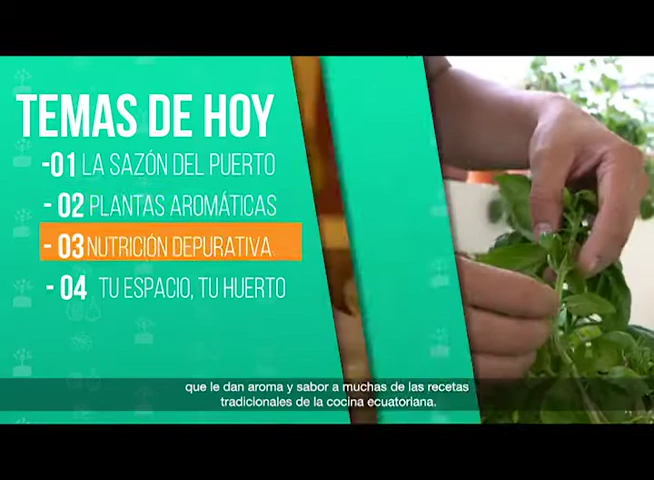 TEMAS DE HOY
-01 LA SAZÓN DEL PUERTO
- 02 PLANTAS AROMÁTICAS
- 03 NUTRICIÓN DEPURATIVA
- 04 TU ESPACIO, TU HUERTO
que le dan aroma y sabor a muchas de las recetas
tradicionales de la cocina ecuatoriana.